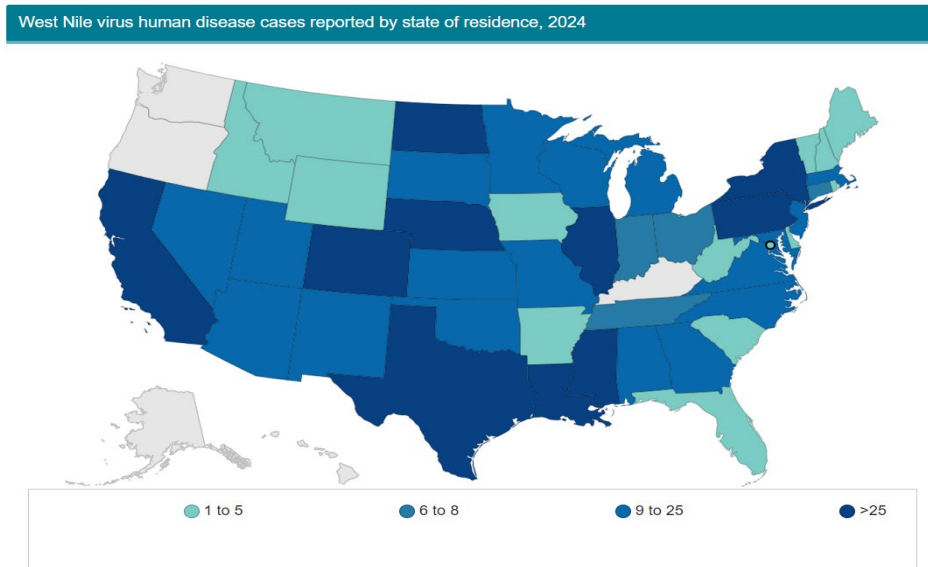 West Nile virus human disease cases reported by state of residence, 2024
1 to 5
6 to 8
9 to 25
>25